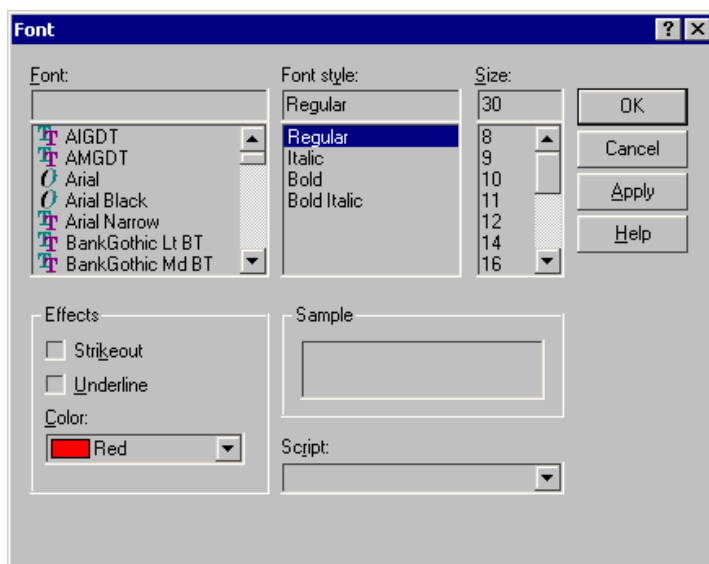 Font
Font:
Font style:
Size:
Regular
30
OK
Cancel
Apply
Help
AIGDT
AMGDT
Arial
Arial Black
Arial Narrow
BankGothic Lt BT
BankGothic Md BT
Regular
Italic
Bold
Bold Italic
8
9
10
11
12
14
16
Effects
Strikeout
Underline
Color:
Red
Sample
Script: